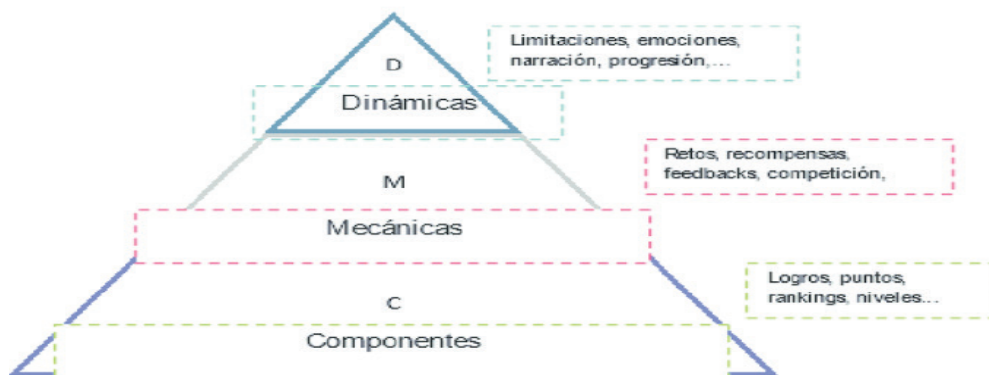 D
Dinámicas
Limitaciones, emociones,
narración, progresión,...
M
Mecánicas
Retos, recompensas,
feedbacks, competición,
C
Componentes
Logros, puntos,
rankings, niveles...